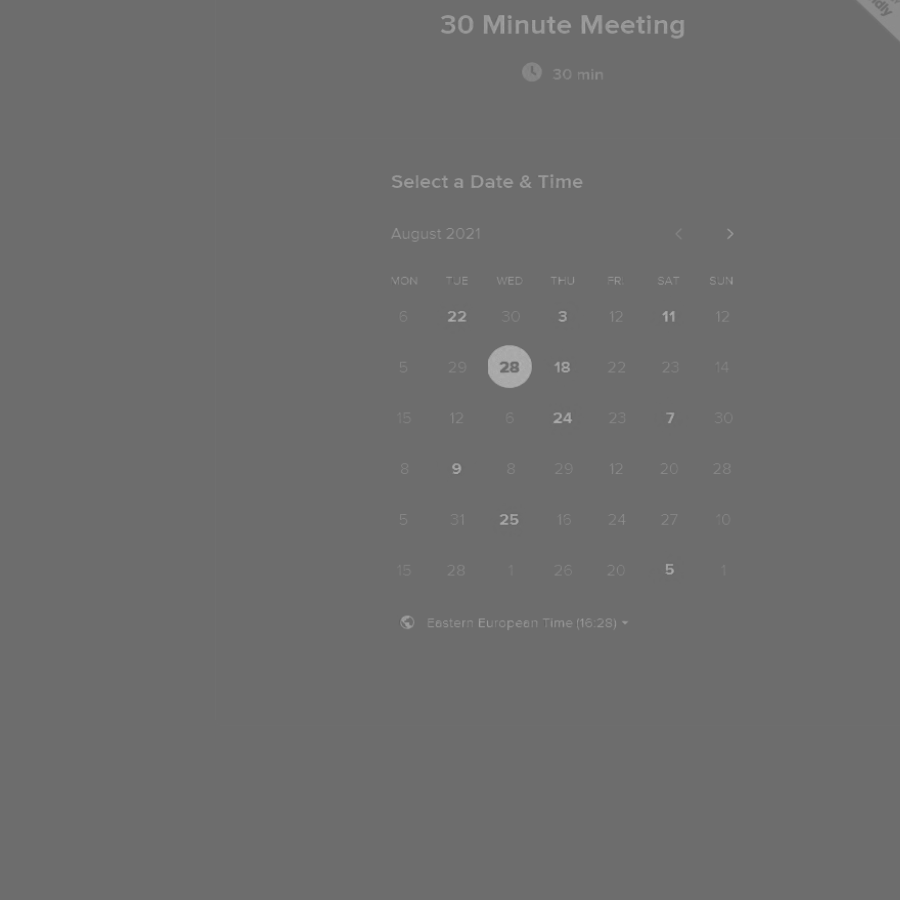 30 Minute Meeting
30 min
Select a Date & Time
August 2021
MON TUE WED THU FRI SAT SUN
6 22 30 3 12 11 12
5 29 28 18 22 23 14
15 12 6 24 23 7 30
8 9 8 29 12 20 28
5 31 25 16 24 27 10
15 28 1 26 20 5 1
Eastern European Time (16:28)